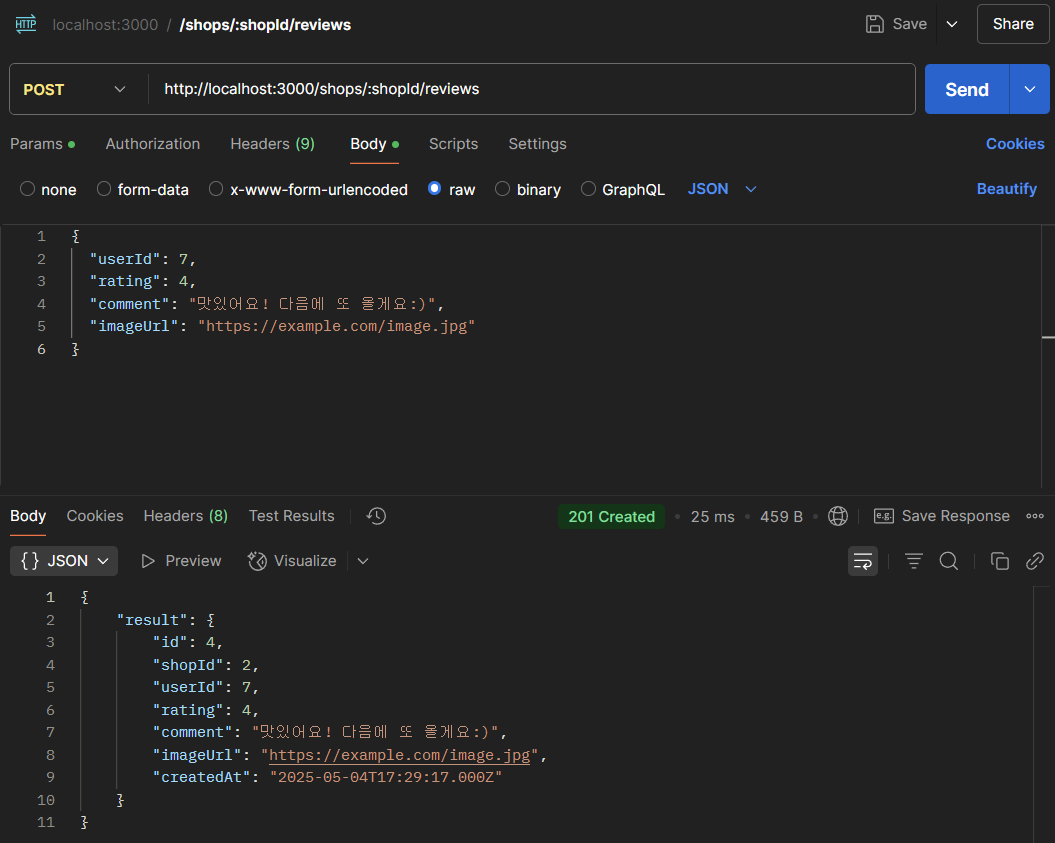 HTTP localhost:3000 / /shops/:shopId/reviews Save Share
POST http://localhost:3000/shops/:shopId/reviews Send
Params Authorization Headers (9) Body Scripts Settings Cookies
none form-data x-www-form-urlencoded raw binary GraphQL JSON Beautify
1 {
2 "userId": 7,
3 "rating": 4,
4 "comment": "맛있어요! 다음에 또 올게요:)",
5 "imageUrl": "https://example.com/image.jpg"
6 }
Body Cookies Headers (8) Test Results 201 Created 25 ms 459 B e.g. Save Response
{} JSON Preview Visualize
1 {
2 "result": {
3 "id": 4,
4 "shopId": 2,
5 "userId": 7,
6 "rating": 4,
7 "comment": "맛있어요! 다음에 또 올게요:)",
8 "imageUrl": "https://example.com/image.jpg",
9 "createdAt": "2025-05-04T17:29:17.000Z"
10 }
11 }